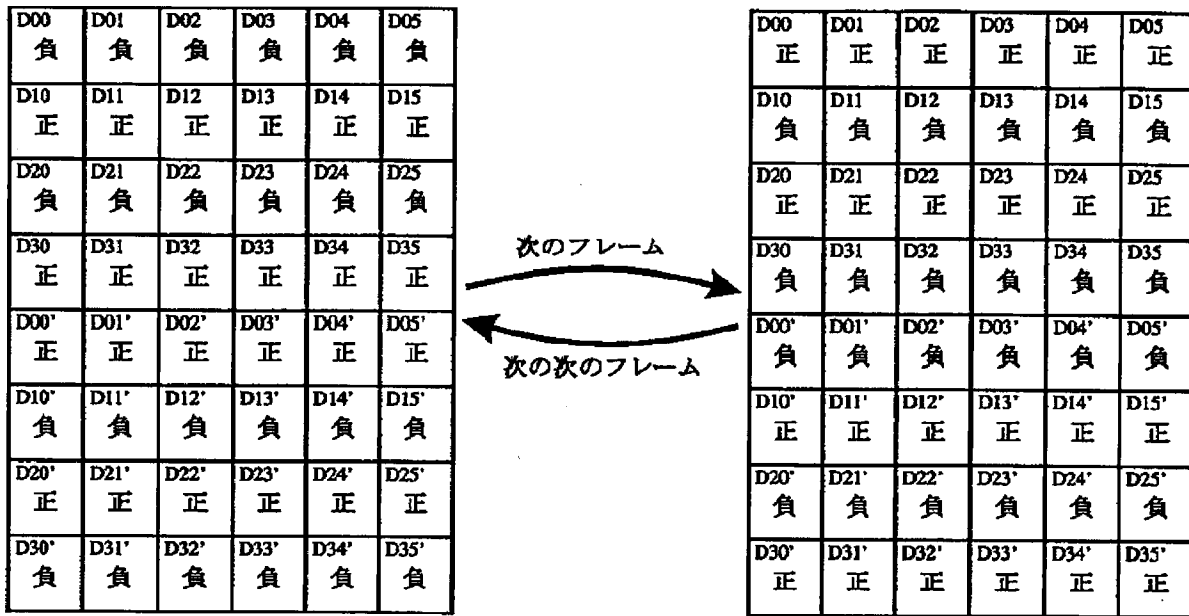 D00 D01 D02 D03 D04 D05
負 負 負 負 負 負
D10 D11 D12 D13 D14 D15
正 正 正 正 正 正
D20 D21 D22 D23 D24 D25
負 負 負 負 負 負
D30 D31 D32 D33 D34 D35
正 正 正 正 正 正
D00' D01' D02' D03' D04' D05'
正 正 正 正 正 正
D10' D11' D12' D13' D14' D15'
負 負 負 負 負 負
D20' D21' D22' D23' D24' D25'
正 正 正 正 正 正
D30' D31' D32' D33' D34' D35'
負 負 負 負 負 負
次のフレーム
次の次のフレーム
D00 D01 D02 D03 D04 D05
正 正 正 正 正 正
D10 D11 D12 D13 D14 D15
負 負 負 負 負 負
D20 D21 D22 D23 D24 D25
正 正 正 正 正 正
D30 D31 D32 D33 D34 D35
負 負 負 負 負 負
D00' D01' D02' D03' D04' D05'
負 負 負 負 負 負
D10' D11' D12' D13' D14' D15'
正 正 正 正 正 正
D20' D21' D22' D23' D24' D25'
負 負 負 負 負 負
D30' D31' D32' D33' D34' D35'
正 正 正 正 正 正